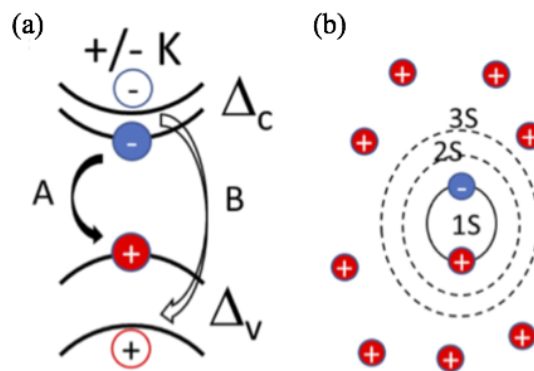 (a)
+/- K
-
Δc
-
A
B
+
Δv
+
(b)
+
+
+
3S
+
2S
-
1S
+
+
+
+
+